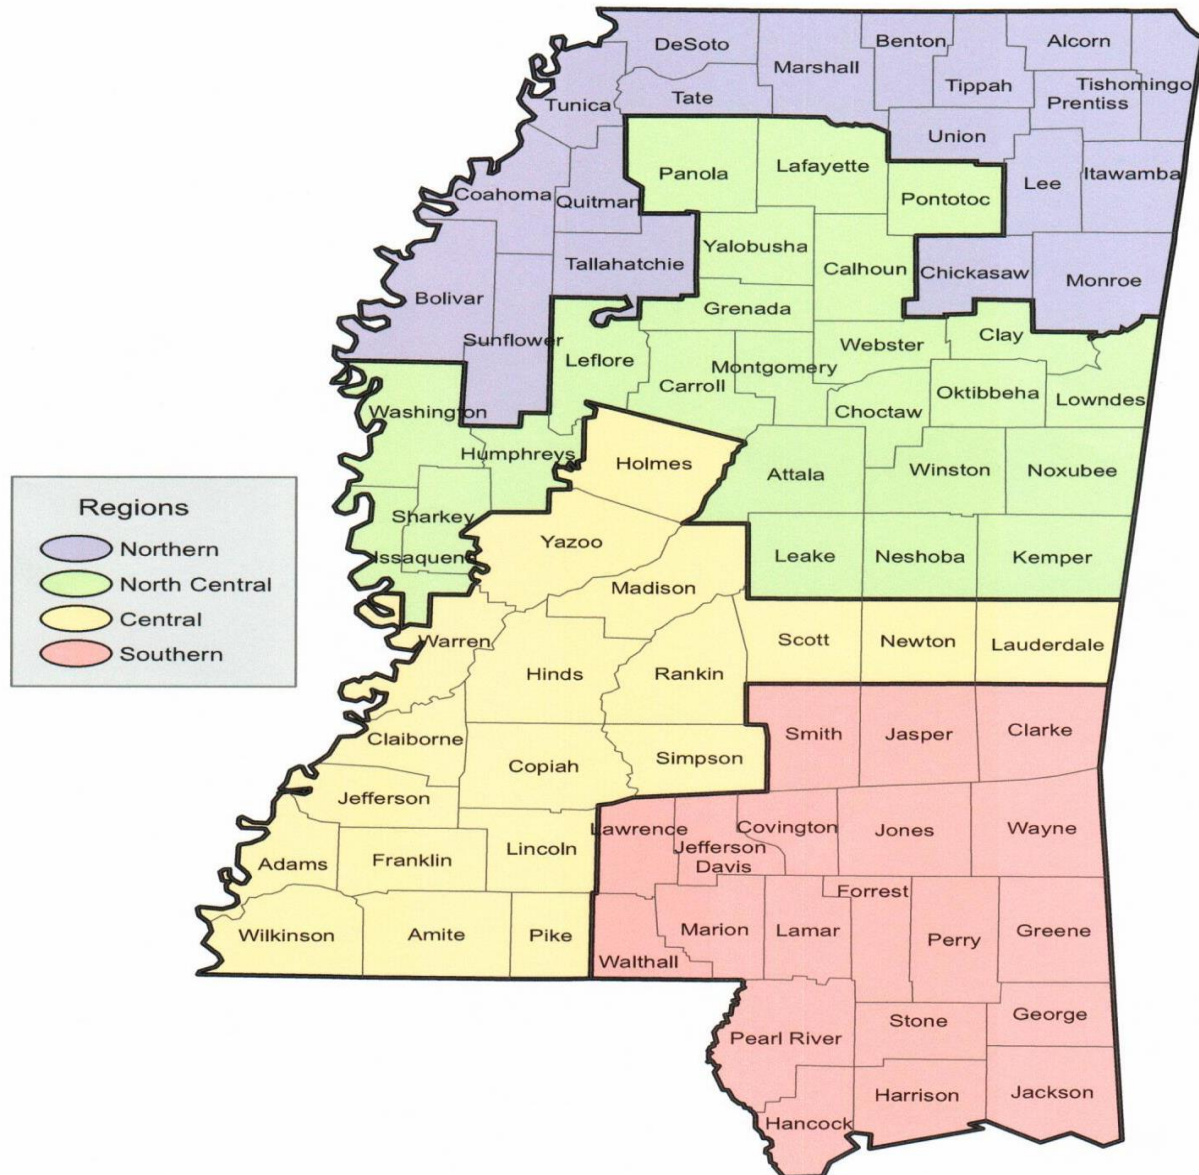 DeSoto
Benton
Alcorn
Marshall
Tippah
Tishomingo
Tunica
Tate
Prentiss
Union
Panola
Lafayette
Lee
Itawamba
Coahoma
Quitman
Pontotoc
Yalobusha
Tallahatchie
Calhoun
Chickasaw
Monroe
Bolivar
Grenada
Sunflower
Leflore
Webster
Clay
Montgomery
Carroll
Oktibbeha
Washington
Choctaw
Lowndes
Humphreys
Holmes
Attala
Winston
Noxubee
Sharkey
Yazoo
Issaquena
Leake
Neshoba
Kemper
Madison
Warren
Scott
Newton
Lauderdale
Hinds
Rankin
Claiborne
Smith
Jasper
Clarke
Copiah
Simpson
Jefferson
Lawrence
Covington
Jones
Wayne
Jefferson
Davis
Adams
Franklin
Lincoln
Forrest
Wilkinson
Amite
Pike
Walthall
Marion
Lamar
Perry
Greene
Pearl River
Stone
George
Hancock
Harrison
Jackson
Regions
Northern
North Central
Central
Southern